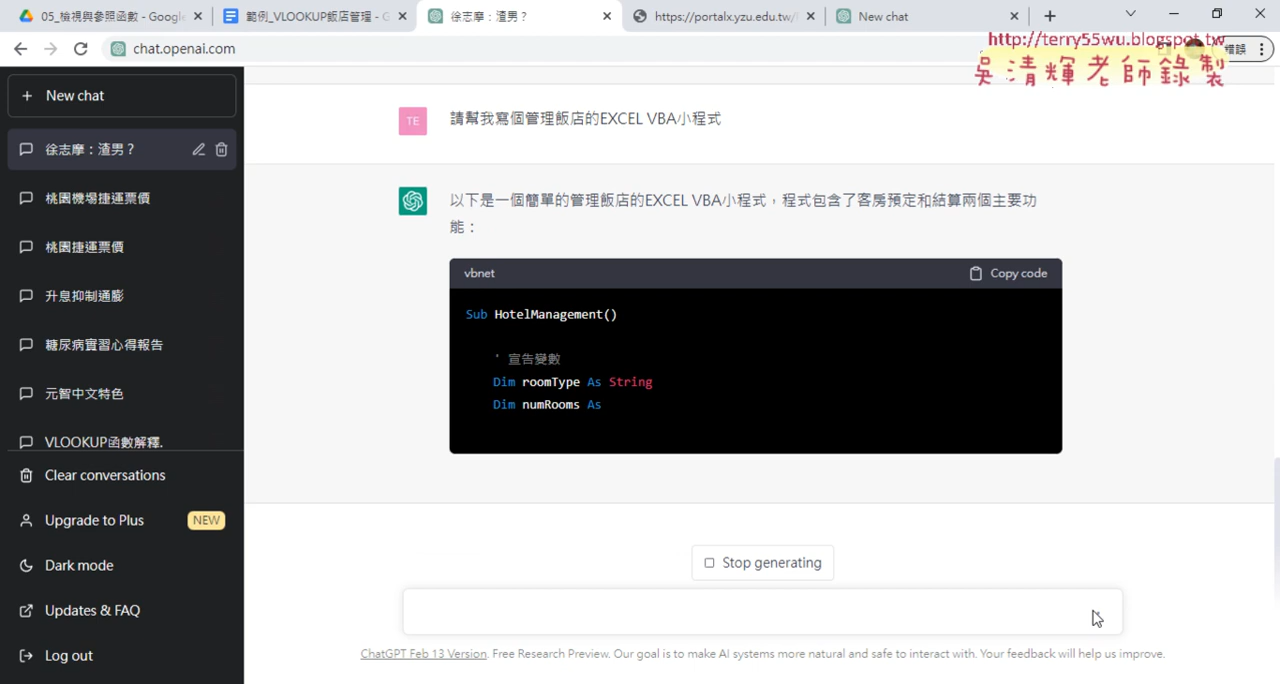 05_檢視與參照函數 - Google
範例_VLOOKUP飯店管理 - G
徐志摩：渣男？
https://portalx.yzu.edu.tw/
New chat
chat.openai.com
http://terry55wu.blogspot.tw
吳清輝老師錄製
New chat
徐志摩：渣男？
桃園機場捷運票價
桃園捷運票價
升息抑制通膨
糖尿病實習心得報告
元智中文特色
VLOOKUP函數解釋.
Clear conversations
Upgrade to Plus NEW
Dark mode
Updates & FAQ
Log out
TE
請幫我寫個管理飯店的EXCEL VBA小程式
以下是一個簡單的管理飯店的EXCEL VBA小程式，程式包含了客房預定和結算兩個主要功
能：
vbnet Copy code
Sub HotelManagement()
' 宣告變數
Dim roomType As String
Dim numRooms As
Stop generating
ChatGPT Feb 13 Version. Free Research Preview. Our goal is to make AI systems more natural and safe to interact with. Your feedback will help us improve.